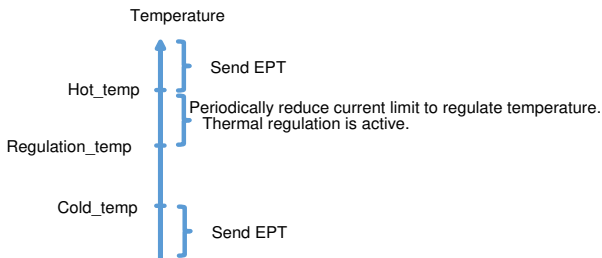 Temperature
Send EPT
Hot_temp
Periodically reduce current limit to regulate temperature.
Thermal regulation is active.
Regulation_temp
Cold_temp
Send EPT